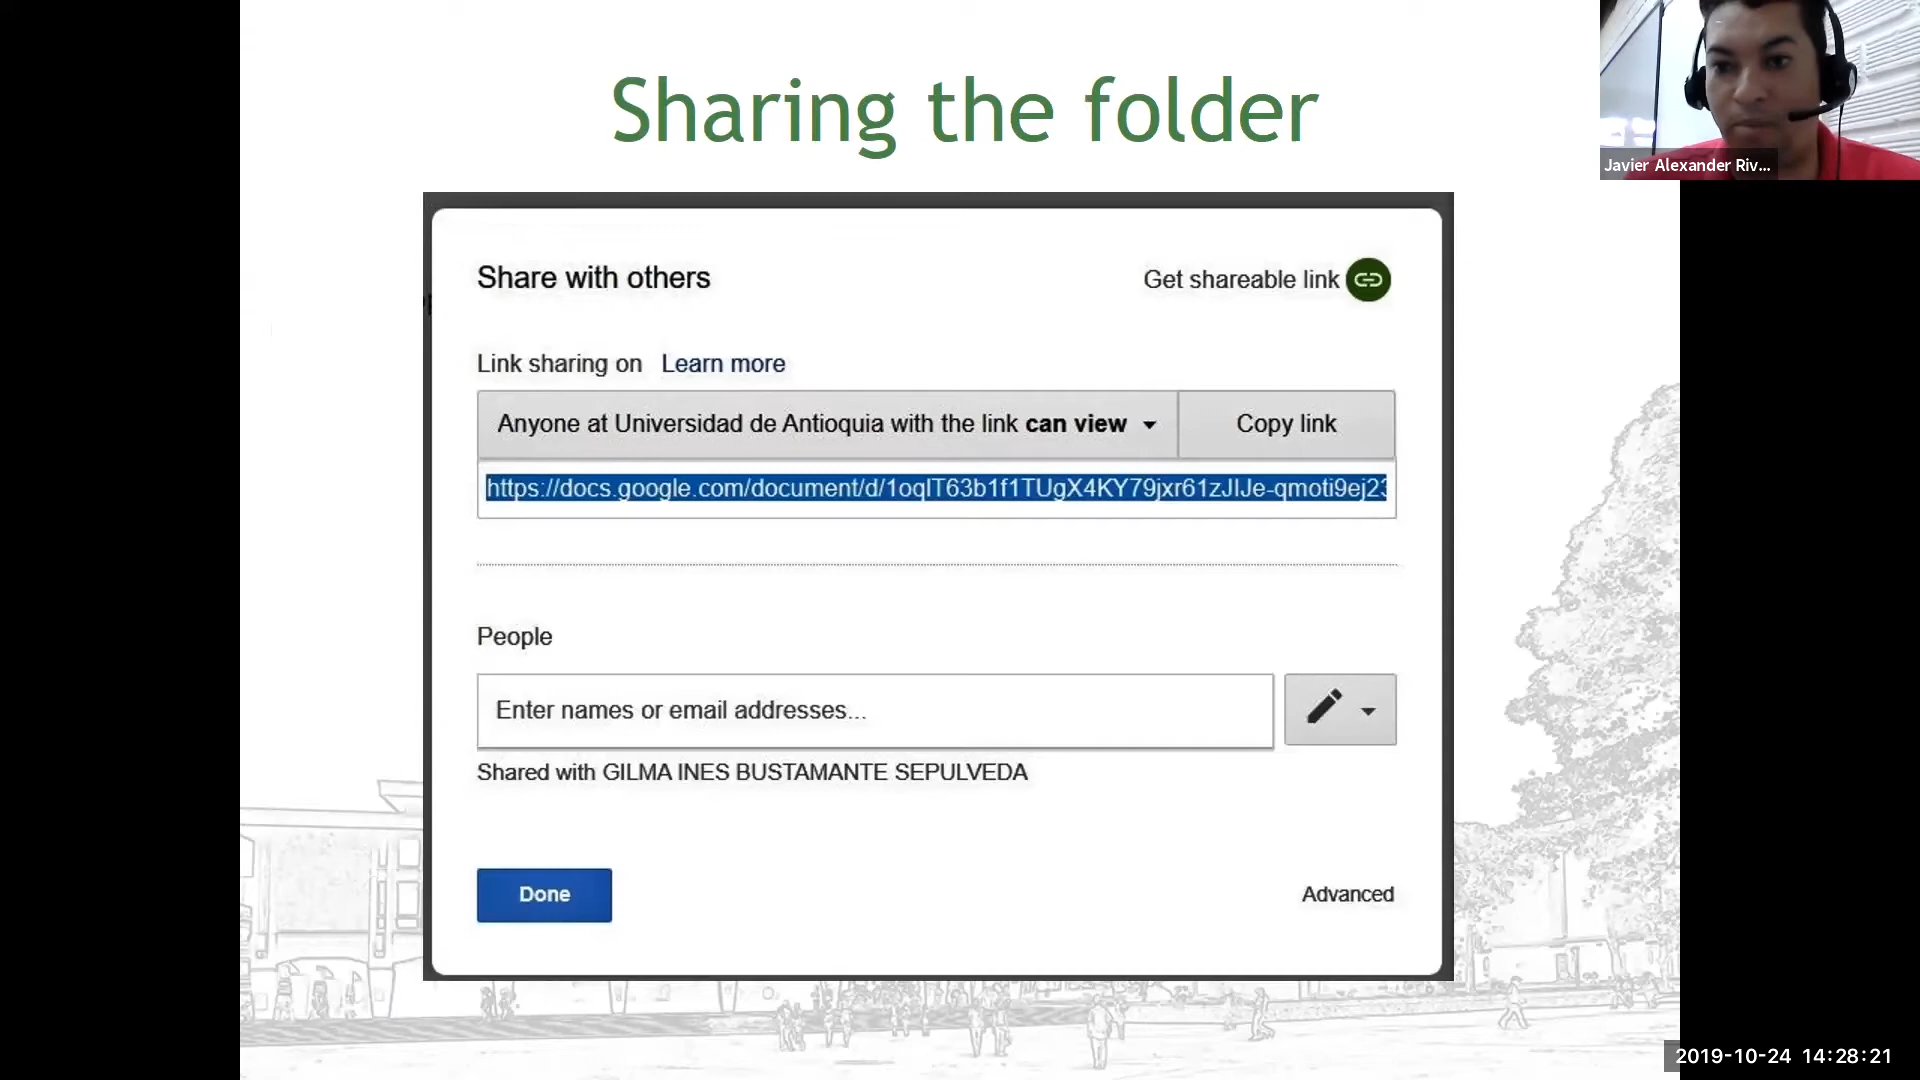 Sharing the folder
Javier Alexander Riv...
Share with others
Get shareable link
Link sharing on Learn more
Anyone at Universidad de Antioquia with the link can view
Copy link
https://docs.google.com/document/d/1oqlT63b1f1TUgX4KY79jxr61zJlJe-qmoti9ej23
People
Enter names or email addresses...
Shared with GILMA INES BUSTAMANTE SEPULVEDA
Done
Advanced
2019-10-24 14:28:21